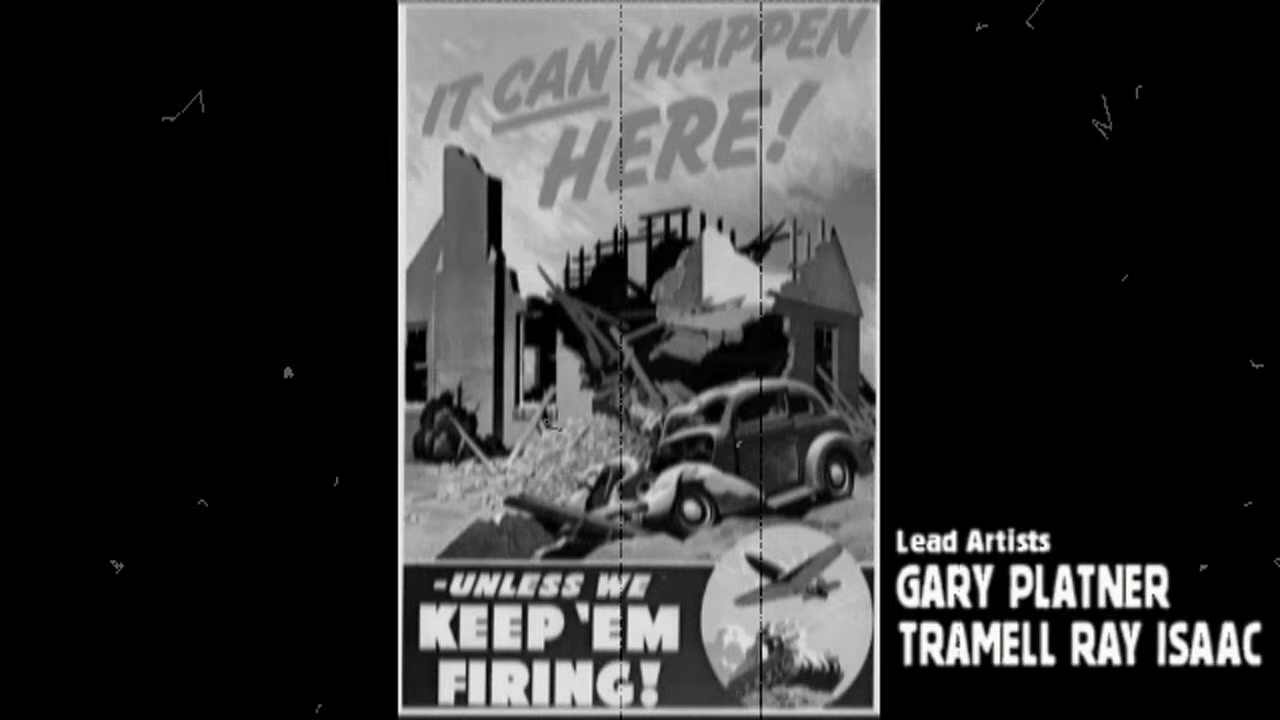 IT CAN HAPPEN
HERE!
-UNLESS WE
KEEP 'EM
FIRING!
Lead Artists
GARY PLATNER
TRAMELL RAY ISAAC